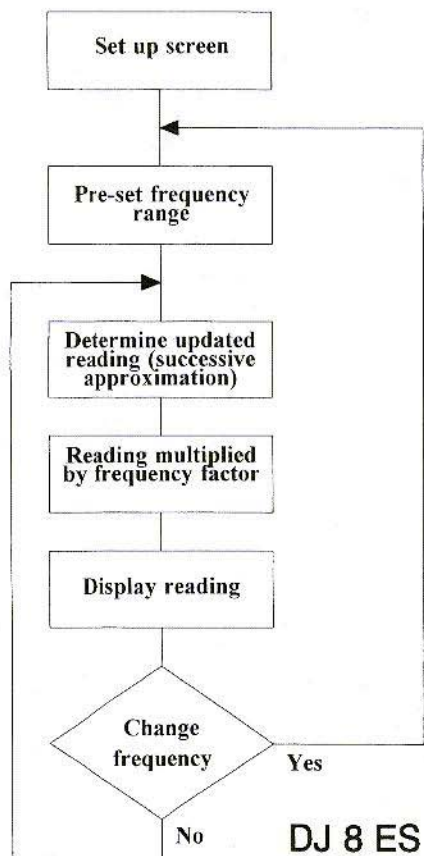 Set up screen
Pre-set frequency
range
Determine updated
reading (successive
approximation)
Reading multiplied
by frequency factor
Display reading
Change
frequency
Yes
No
DJ 8 ES